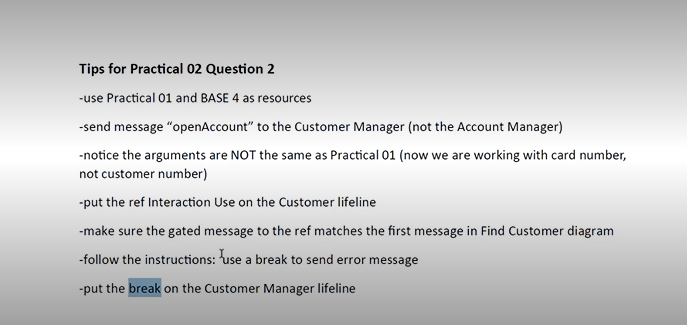 Tips for Practical 02 Question 2
-use Practical 01 and BASE 4 as resources
-send message “openAccount” to the Customer Manager (not the Account Manager)
-notice the arguments are NOT the same as Practical 01 (now we are working with card number,
not customer number)
-put the ref Interaction Use on the Customer lifeline
-make sure the gated message to the ref matches the first message in Find Customer diagram
-follow the instructions: use a break to send error message
-put the break on the Customer Manager lifeline